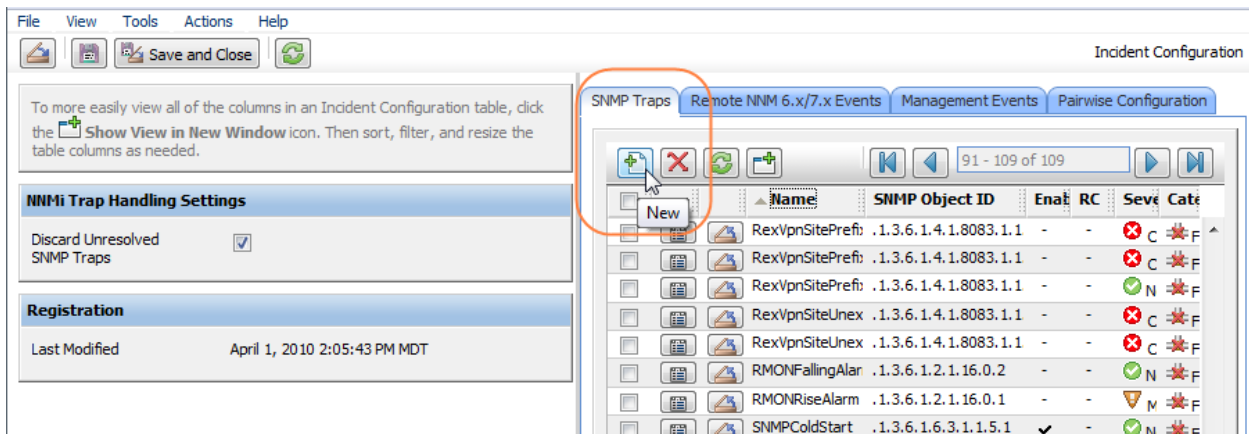 File View Tools Actions Help
Save and Close
Incident Configuration
To more easily view all of the columns in an Incident Configuration table, click
the Show View in New Window icon. Then sort, filter, and resize the
table columns as needed.
NNMi Trap Handling Settings
Discard Unresolved
SNMP Traps
Registration
Last Modified April 1, 2010 2:05:43 PM MDT
SNMP Traps Remote NNM 6.x/7.x Events Management Events Pairwise Configuration
91 - 109 of 109
Name SNMP Object ID Enab RC Seve Cate
New
RexVpnSitePrefix .1.3.6.1.4.1.8083.1.1 - - C F
RexVpnSitePrefix .1.3.6.1.4.1.8083.1.1 - - C F
RexVpnSitePrefix .1.3.6.1.4.1.8083.1.1 - - N F
RexVpnSiteUnex .1.3.6.1.4.1.8083.1.1 - - C F
RexVpnSiteUnex .1.3.6.1.4.1.8083.1.1 - - C F
RMONFallingAlar .1.3.6.1.2.1.16.0.2 - - N F
RMONRiseAlarm .1.3.6.1.2.1.16.0.1 - - M F
SNMPColdStart .1.3.6.1.6.3.1.1.5.1 - N F